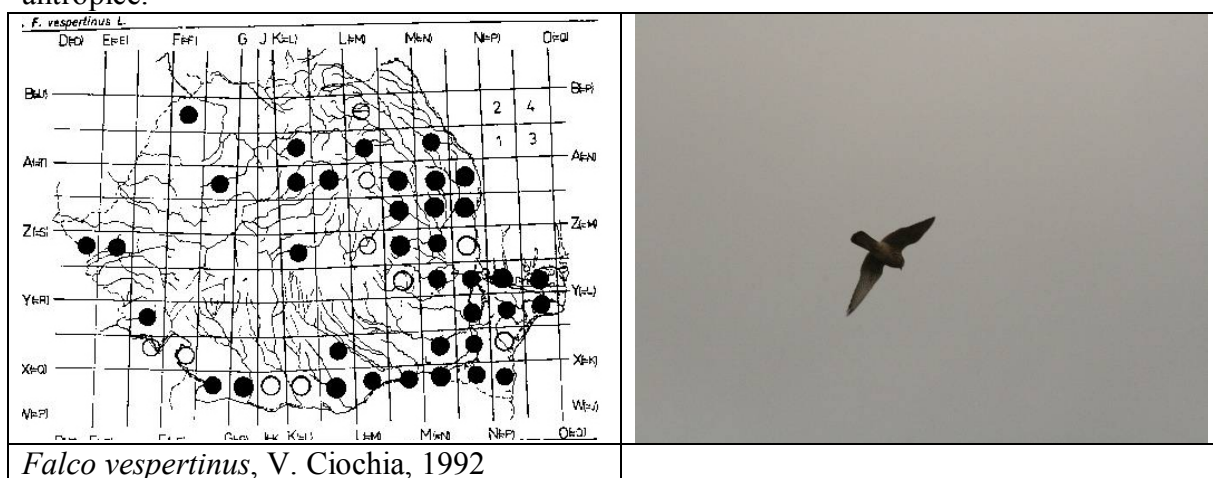 antropice.
. F. vespertinus L.
D(=O) E(=E) F(=F) G J K(=L) L(=M) M(=N) N(=P) O(=Q)
B(=U) B(=P)
2 4
1 3
A(=T) A(=N)
Z(=S) Z(=M)
Y(=R) Y(=L)
X(=Q) X(=K)
W(=J)
L(=M) M(=N) N(=P) O(=Q)
Falco vespertinus, V. Ciochia, 1992